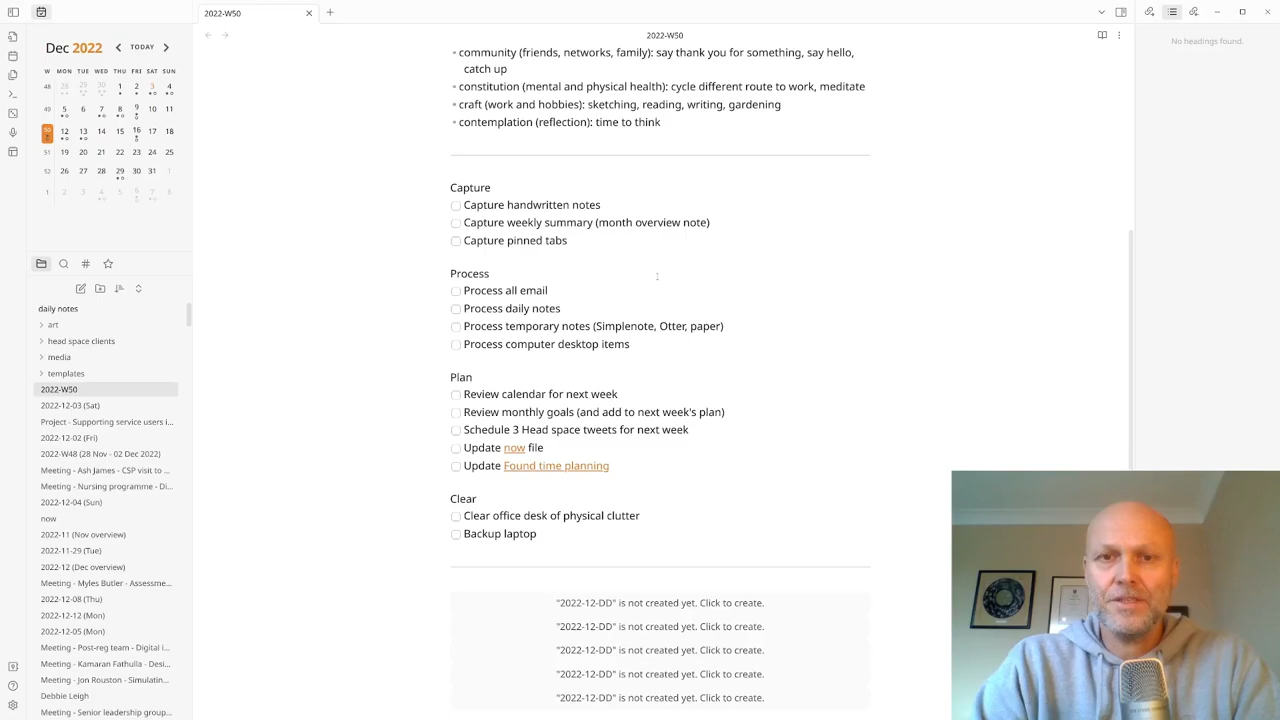 2022-W50
Dec 2022
TODAY
W MON TUE WED THU FRI SAT SUN
48 28 29 30 1 2 3 4
49 5 6 7 8 9 10 11
50 12 13 14 15 16 17 18
51 19 20 21 22 23 24 25
52 26 27 28 29 30 31 1
1 2 3 4 5 6 7 8
daily notes
art
head space clients
media
templates
2022-W50
2022-12-03 (Sat)
Project - Supporting service users i...
2022-12-02 (Fri)
2022-W48 (28 Nov - 02 Dec 2022)
Meeting - Ash James - CSP visit to ...
Meeting - Nursing programme - Di...
2022-12-04 (Sun)
now
2022-11 (Nov overview)
2022-11-29 (Tue)
2022-12 (Dec overview)
Meeting - Myles Butler - Assessme...
2022-12-08 (Thu)
2022-12-12 (Mon)
2022-12-05 (Mon)
Meeting - Post-reg team - Digital i...
Meeting - Kamaran Fathulla - Desi...
Meeting - Jon Rouston - Simulatin...
Debbie Leigh
Meeting - Senior leadership group...
2022-W50
community (friends, networks, family): say thank you for something, say hello,
catch up
constitution (mental and physical health): cycle different route to work, meditate
craft (work and hobbies): sketching, reading, writing, gardening
contemplation (reflection): time to think
Capture
Capture handwritten notes
Capture weekly summary (month overview note)
Capture pinned tabs
Process
Process all email
Process daily notes
Process temporary notes (Simplenote, Otter, paper)
Process computer desktop items
Plan
Review calendar for next week
Review monthly goals (and add to next week's plan)
Schedule 3 Head space tweets for next week
Update now file
Update Found time planning
Clear
Clear office desk of physical clutter
Backup laptop
"2022-12-DD" is not created yet. Click to create.
"2022-12-DD" is not created yet. Click to create.
"2022-12-DD" is not created yet. Click to create.
"2022-12-DD" is not created yet. Click to create.
"2022-12-DD" is not created yet. Click to create.
No headings found.